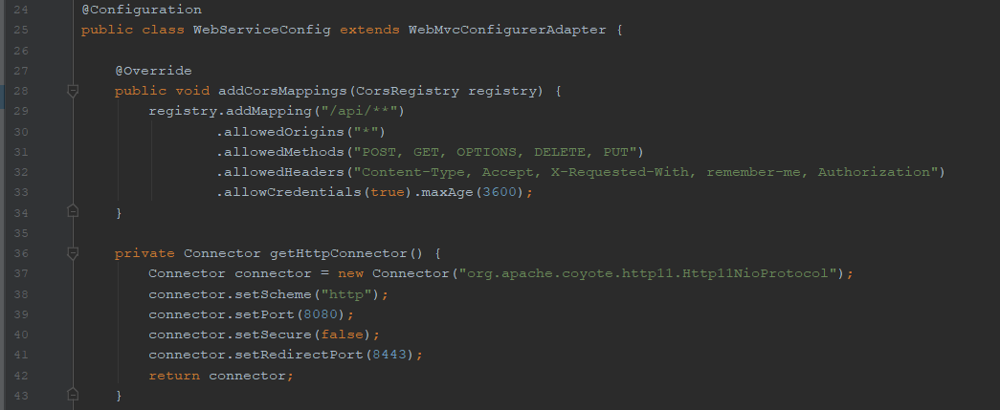 24 @Configuration
25 public class WebServiceConfig extends WebMvcConfigurerAdapter {
26
27 @Override
28 public void addCorsMappings(CorsRegistry registry) {
29 registry.addMapping("/api/**")
30 .allowedOrigins("*")
31 .allowedMethods("POST, GET, OPTIONS, DELETE, PUT")
32 .allowedHeaders("Content-Type, Accept, X-Requested-With, remember-me, Authorization")
33 .allowCredentials(true).maxAge(3600);
34 }
35
36 private Connector getHttpConnector() {
37 Connector connector = new Connector("org.apache.coyote.http11.Http11NioProtocol");
38 connector.setScheme("http");
39 connector.setPort(8080);
40 connector.setSecure(false);
41 connector.setRedirectPort(8443);
42 return connector;
43 }